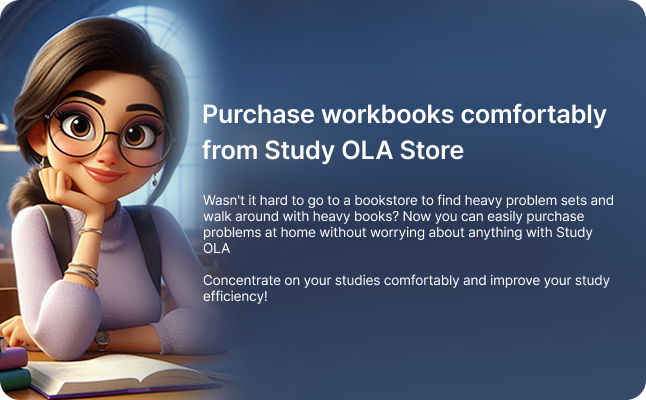 Purchase workbooks comfortably
from Study OLA Store
Wasn't it hard to go to a bookstore to find heavy problem sets and
walk around with heavy books? Now you can easily purchase
problems at home without worrying about anything with Study
OLA
Concentrate on your studies comfortably and improve your study
efficiency!